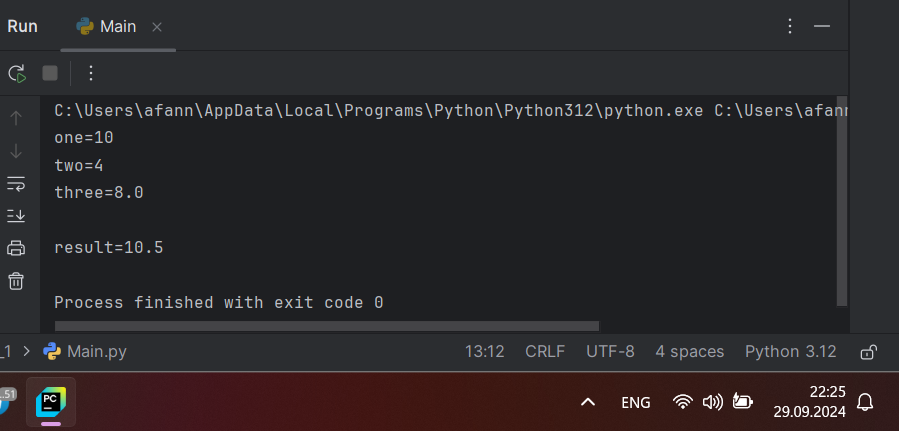 Run Main
C:\Users\afann\AppData\Local\Programs\Python\Python312\python.exe C:\Users\afann
one=10
two=4
three=8.0
result=10.5
Process finished with exit code 0
_1 > Main.py 13:12 CRLF UTF-8 4 spaces Python 3.12
.51 PC ENG 22:25
29.09.2024